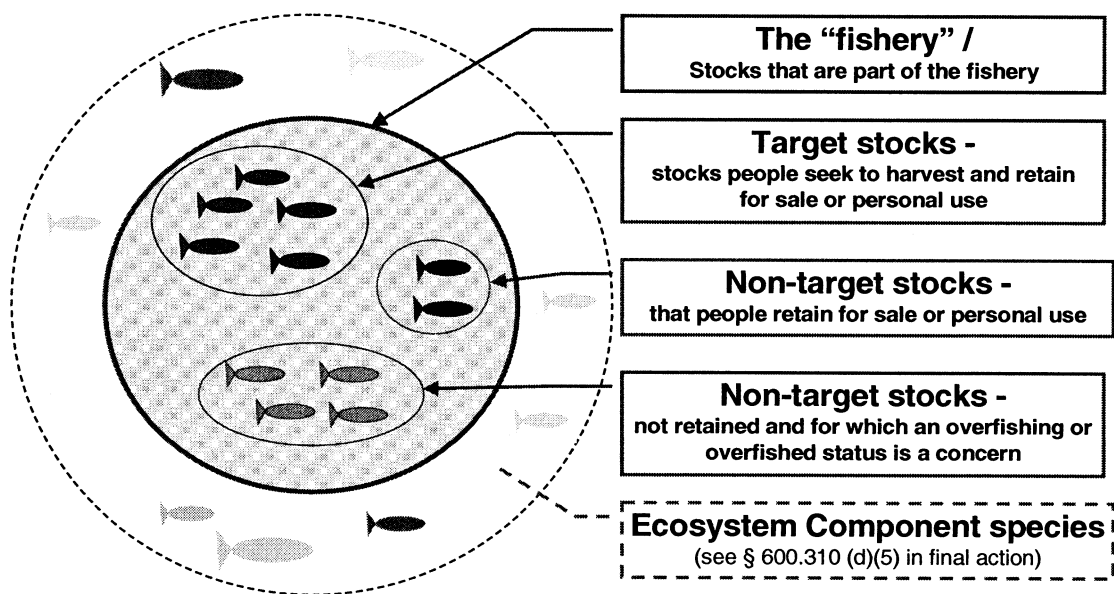 The “fishery” /
Stocks that are part of the fishery
Target stocks -
stocks people seek to harvest and retain
for sale or personal use
Non-target stocks -
that people retain for sale or personal use
Non-target stocks -
not retained and for which an overfishing or
overfished status is a concern
Ecosystem Component species
(see § 600.310 (d)(5) in final action)